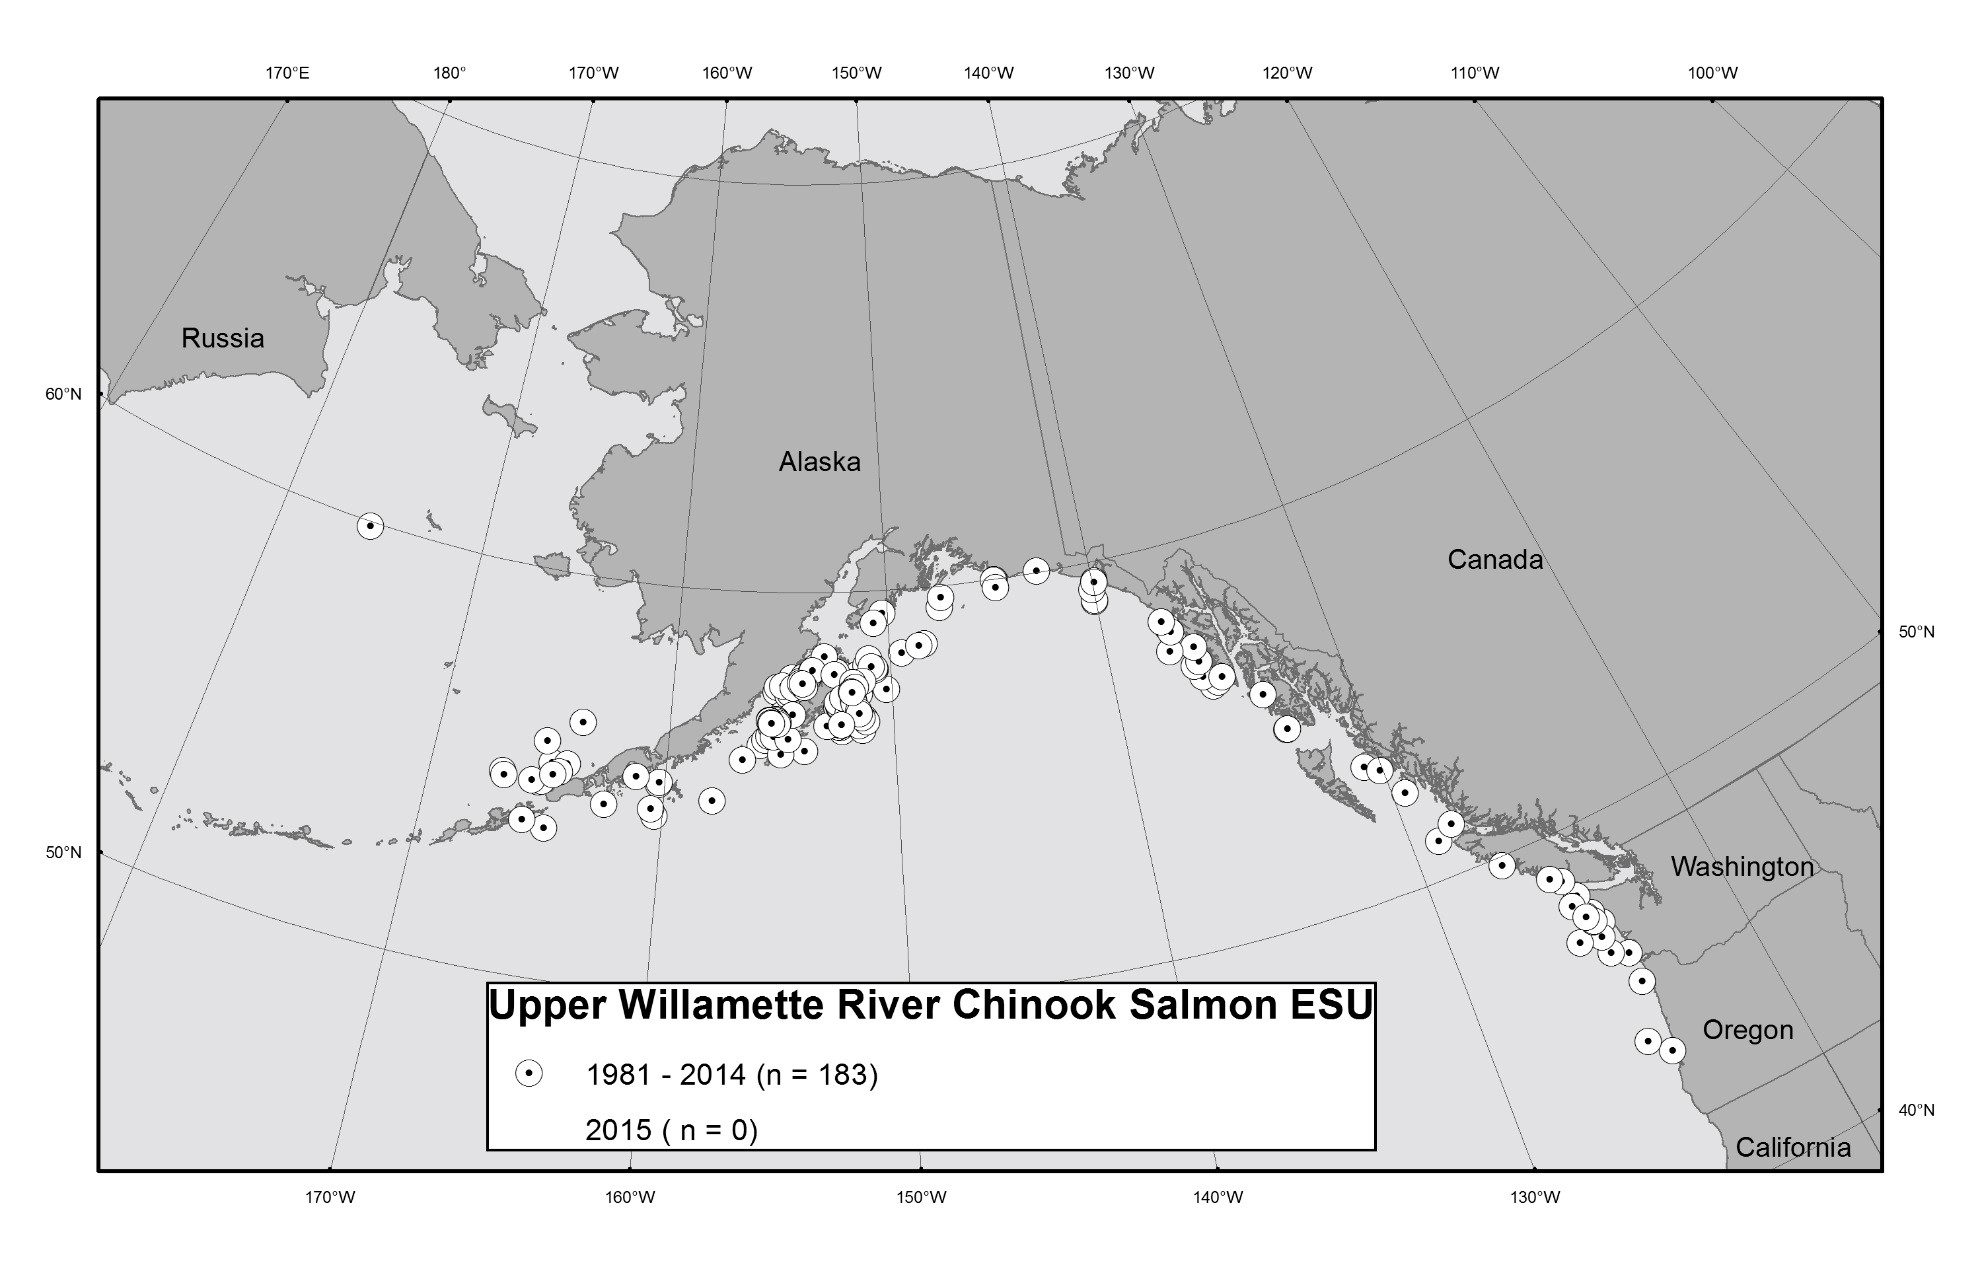 170°E 180° 170°W 160°W 150°W 140°W 130°W 120°W 110°W 100°W
Russia
60°N
Alaska
Canada
50°N
50°N
Washington
Upper Willamette River Chinook Salmon ESU
Oregon
1981 - 2014 (n = 183)
40°N
2015 ( n = 0)
California
170°W 160°W 150°W 140°W 130°W